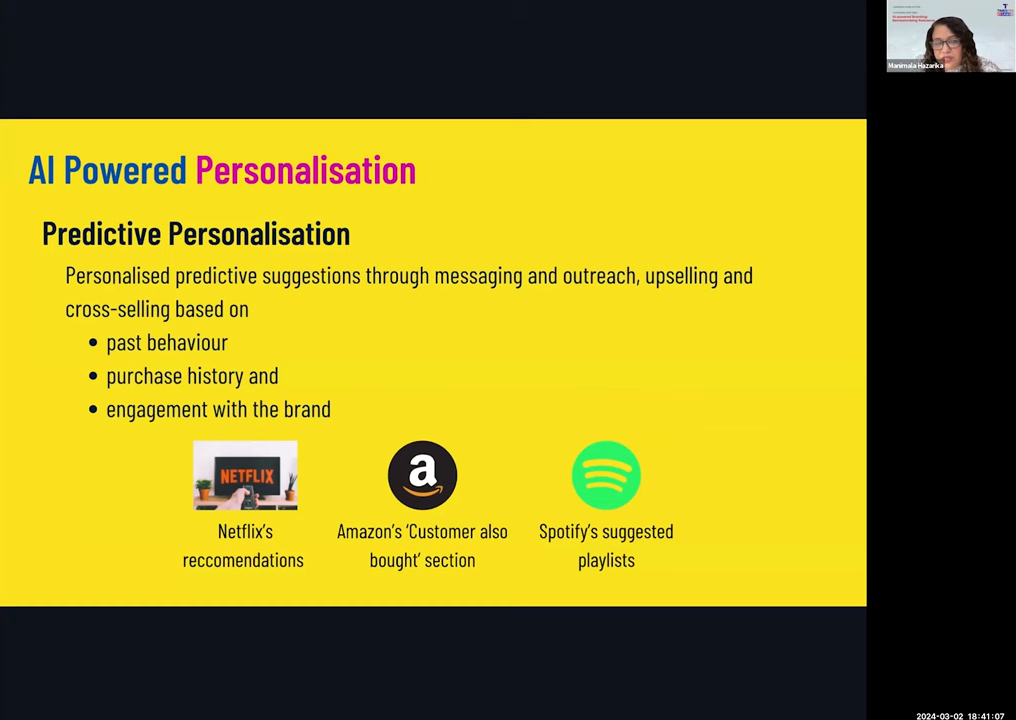 AI Powered Personalisation
Predictive Personalisation
Personalised predictive suggestions through messaging and outreach, upselling and
cross-selling based on
• past behaviour
• purchase history and
• engagement with the brand
NETFLIX
a
Netflix's
reccomendations
Amazon's 'Customer also
bought' section
Spotify's suggested
playlists
Manimala Hazarika
2024-03-02 18:41:07